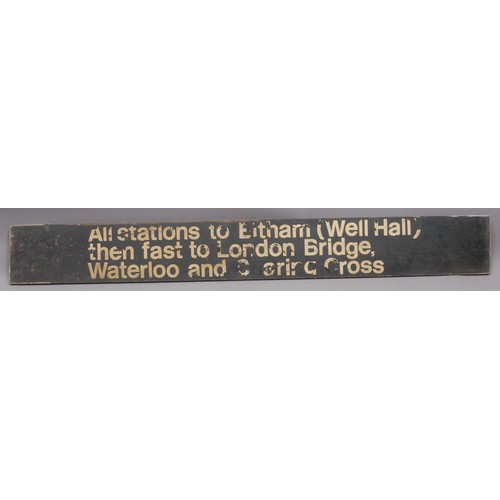 All stations to Eltham (Well Hall)
then fast to London Bridge,
Waterloo and Charing Cross